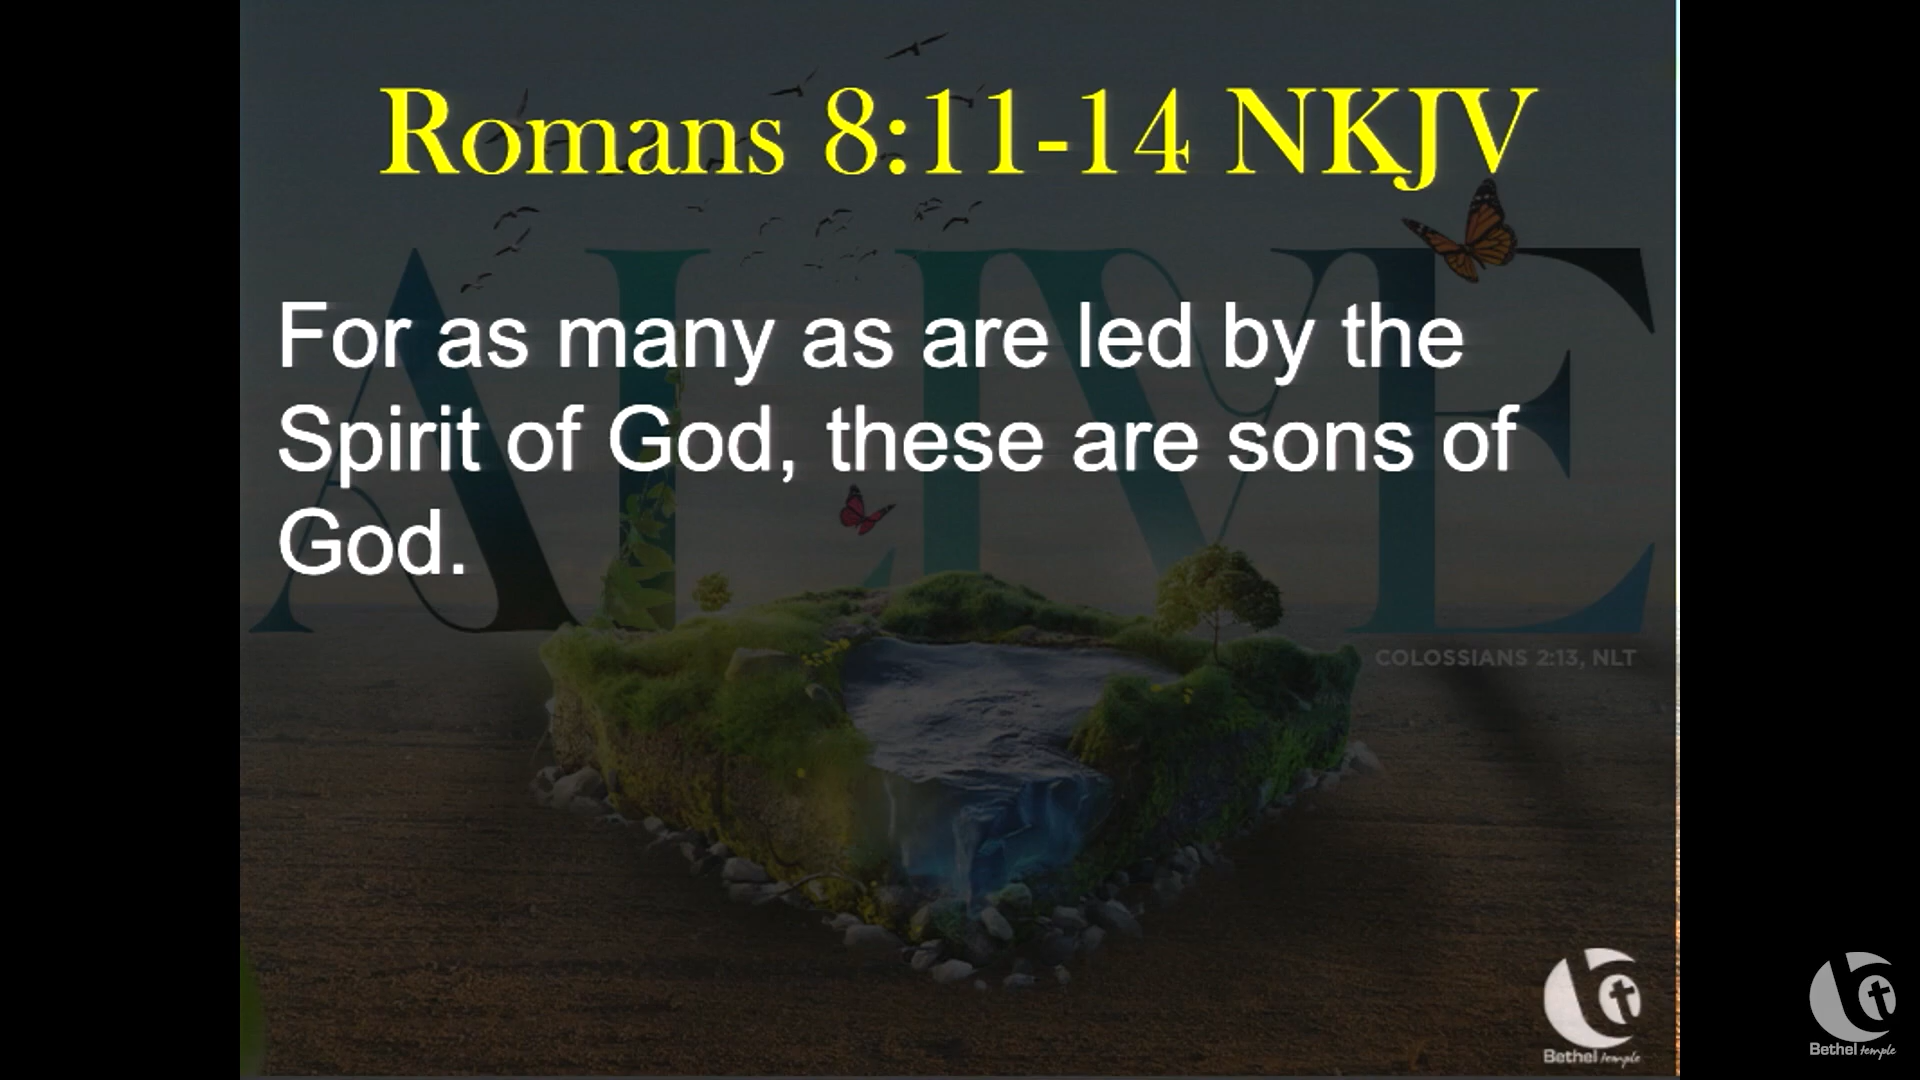 Romans 8:11-14 NKJV
ALIVE
For as many as are led by the
Spirit of God, these are sons of
God.
COLOSSIANS 2:13, NLT
Bethel temple
Bethel temple